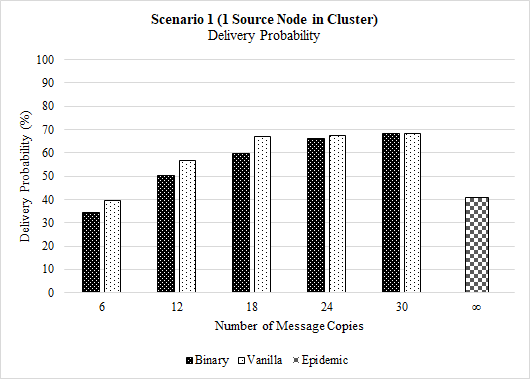 Scenario 1 (1 Source Node in Cluster)
Delivery Probability
Delivery Probability (%)
100
90
80
70
60
50
40
30
20
10
0
6 12 18 24 30 ∞
Number of Message Copies
Binary Vanilla Epidemic